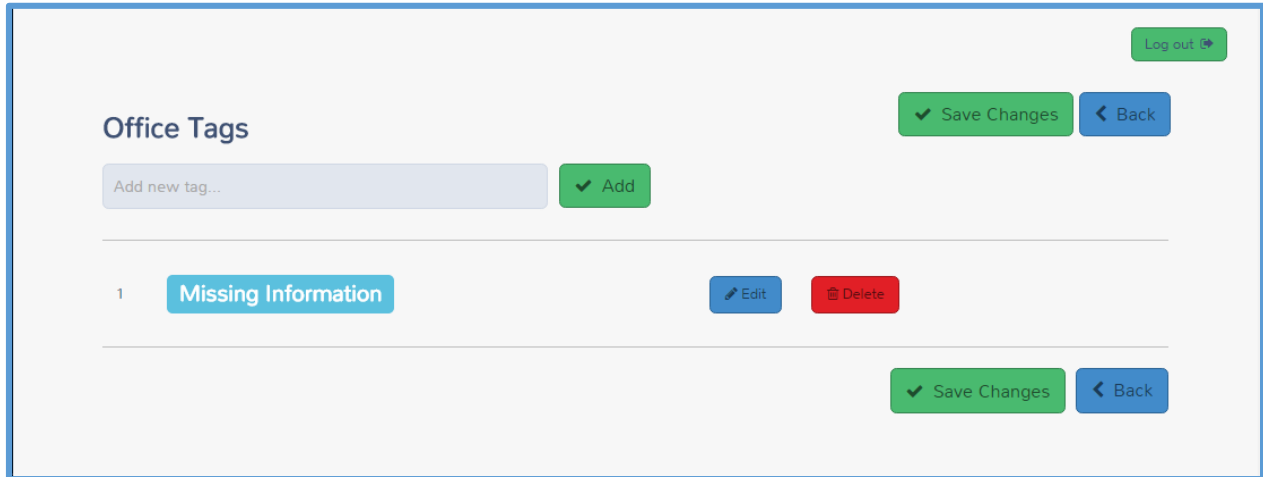 Log out
Save Changes
Back
Office Tags
Add new tag...
Add
1
Missing Information
Edit
Delete
Save Changes
Back